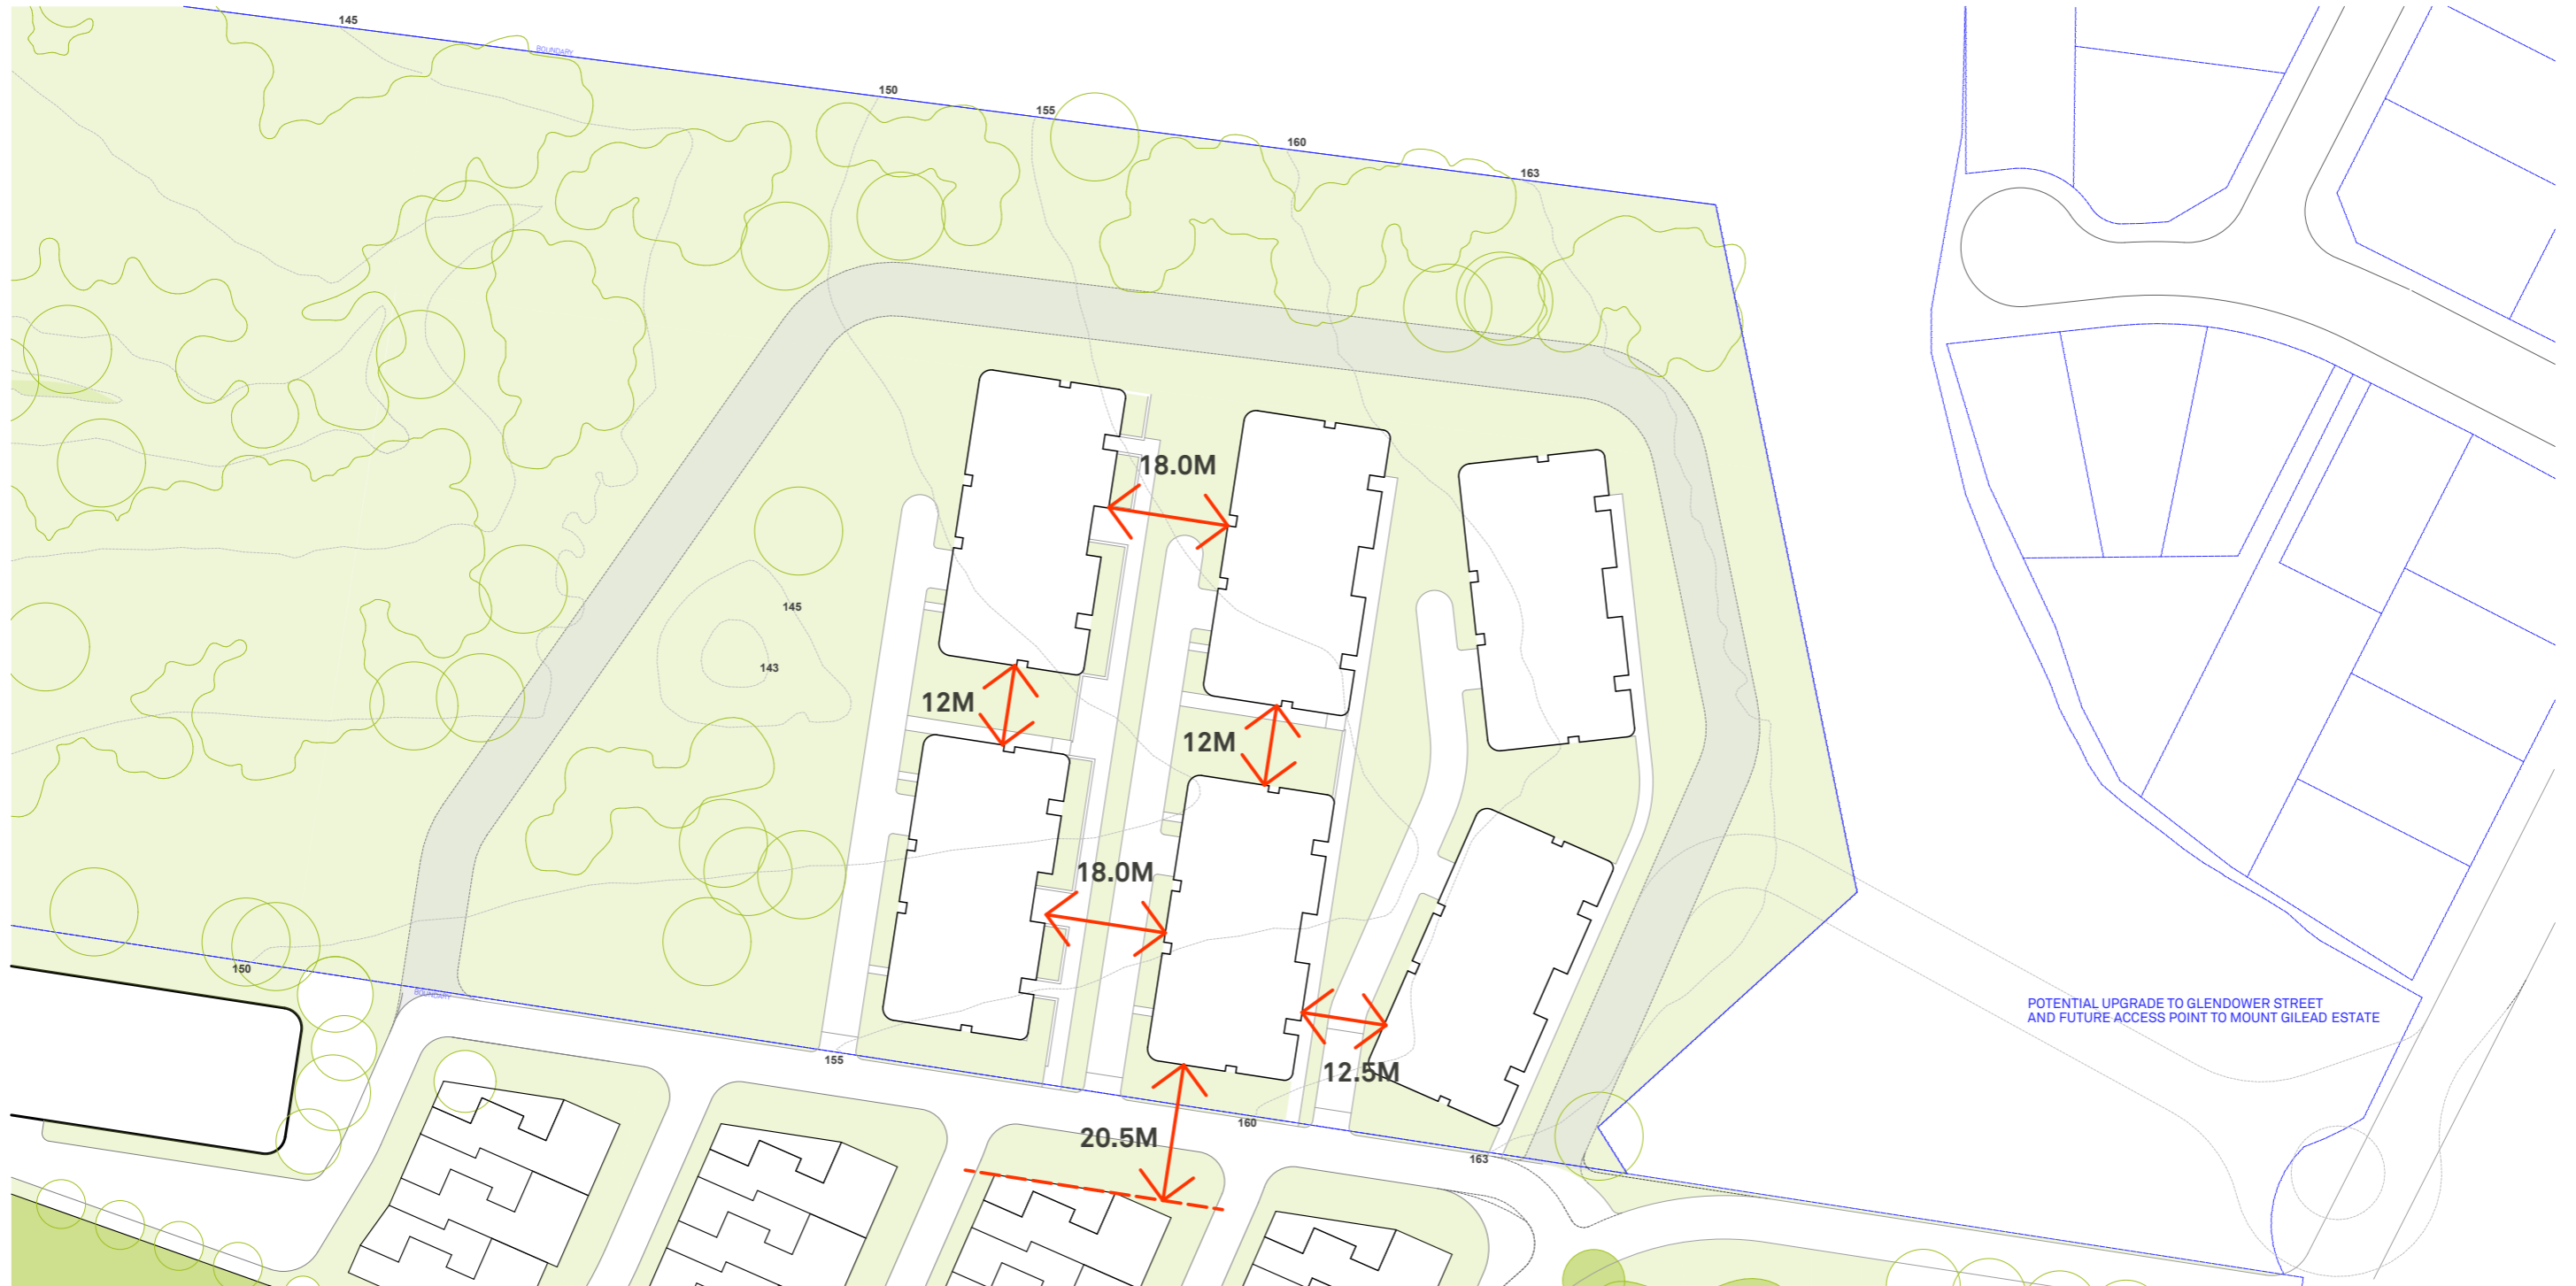 145
BOUNDARY
150
155
160
163
18.0M
145
143
12M
12M
18.0M
150
BOUNDARY
155
12.5M
160
20.5M
163
POTENTIAL UPGRADE TO GLENDOWER STREET
AND FUTURE ACCESS POINT TO MOUNT GILEAD ESTATE